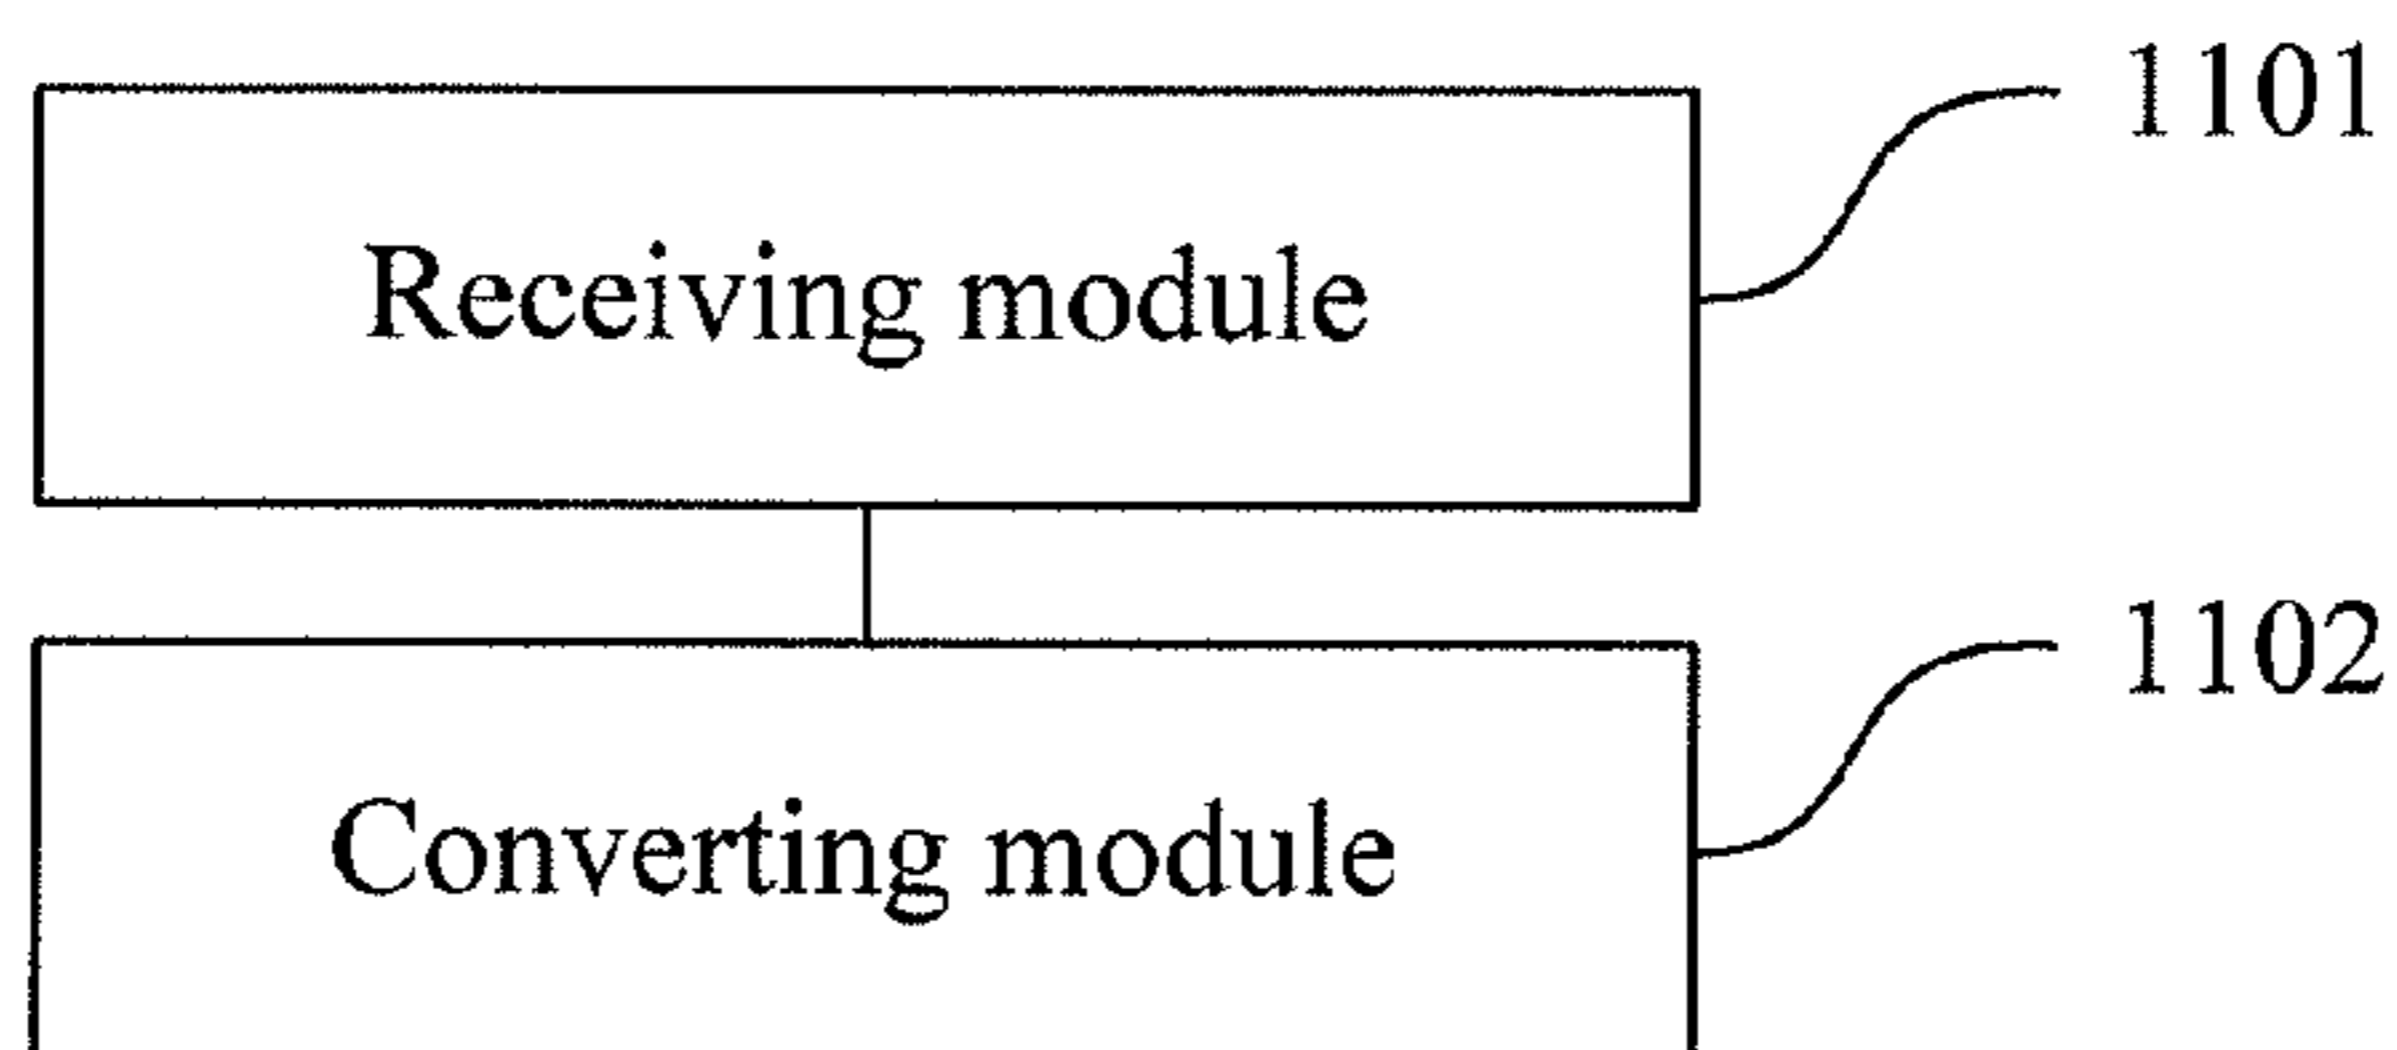 1101
Receiving module
1102
Converting module